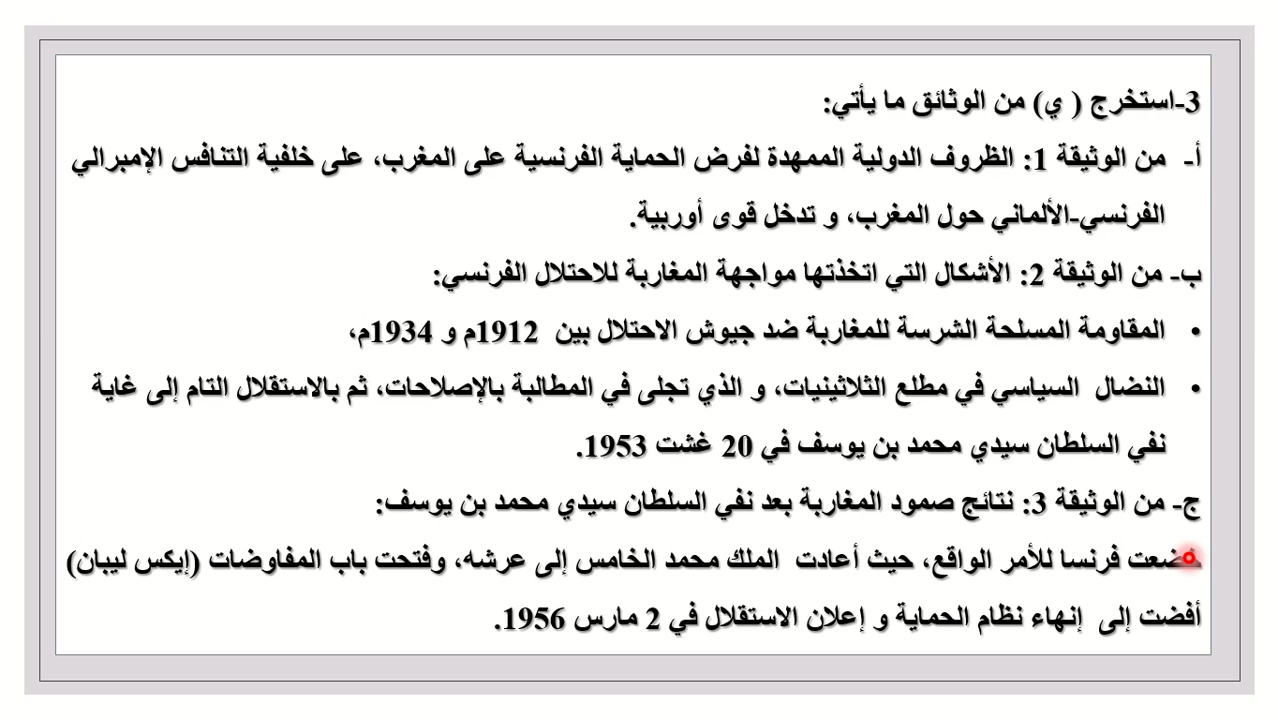 3-استخرج ( ي) من الوثائق ما يأتي:
أ- من الوثيقة 1: الظروف الدولية الممهدة لفرض الحماية الفرنسية على المغرب، على خلفية التنافس الإمبرالي
الفرنسي-الألماني حول المغرب، و تدخل قوى أوربية.
ب- من الوثيقة 2: الأشكال التي اتخذتها مواجهة المغاربة للاحتلال الفرنسي:
• المقاومة المسلحة الشرسة للمغاربة ضد جيوش الاحتلال بين 1912م و 1934م،
• النضال السياسي في مطلع الثلاثينيات، و الذي تجلى في المطالبة بالإصلاحات، ثم بالاستقلال التام إلى غاية
نفي السلطان سيدي محمد بن يوسف في 20 غشت 1953.
ج- من الوثيقة 3: نتائج صمود المغاربة بعد نفي السلطان سيدي محمد بن يوسف:
فرنسا للأمر الواقع، حيث أعادت الملك محمد الخامس إلى عرشه، وفتحت باب المفاوضات (إيكس ليبان)
أفضت إلى إنهاء نظام الحماية و إعلان الاستقلال في 2 مارس 1956.